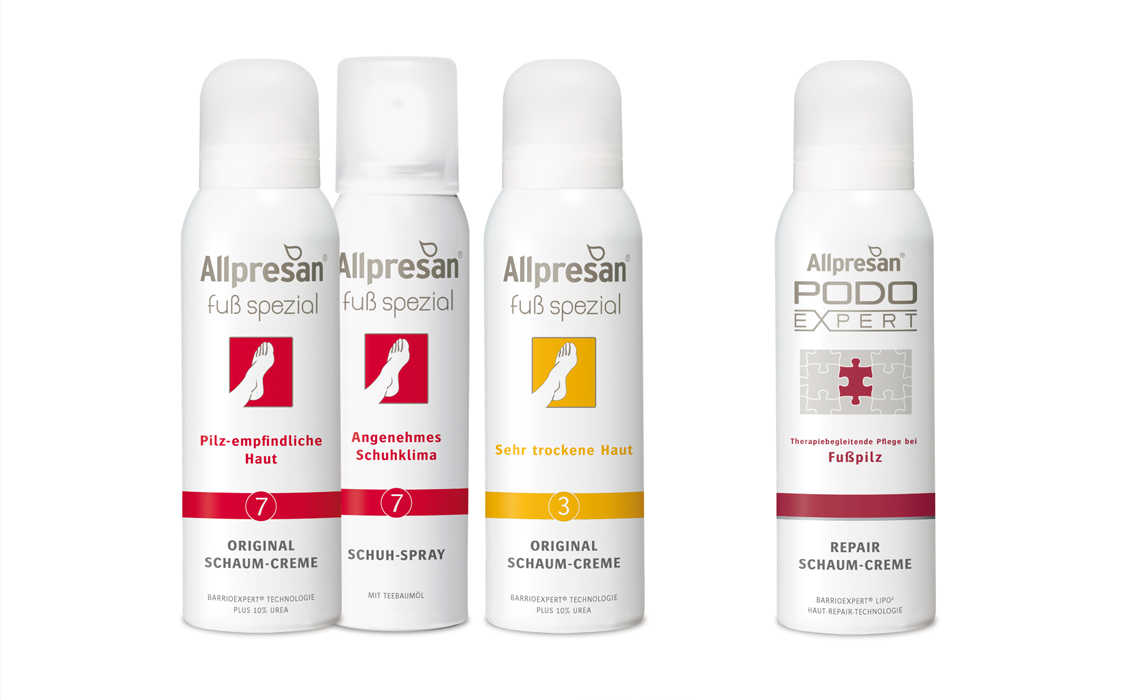 Allpresan®
fuß spezial
Pilz-empfindliche
Haut
7
ORIGINAL
SCHAUM-CREME
BARRIOEXPERT® TECHNOLOGIE
PLUS 10% UREA
Allpresan®
fuß spezial
Angenehmes
Schuhklima
7
SCHUH-SPRAY
MIT TEEBAUMÖL
Allpresan®
fuß spezial
Sehr trockene Haut
3
ORIGINAL
SCHAUM-CREME
BARRIOEXPERT® TECHNOLOGIE
PLUS 10% UREA
Allpresan®
PODO
EXPERT
Therapiebegleitende Pflege bei
Fußpilz
REPAIR
SCHAUM-CREME
BARRIOEXPERT® LIPO²
HAUT-REPAIR-TECHNOLOGIE